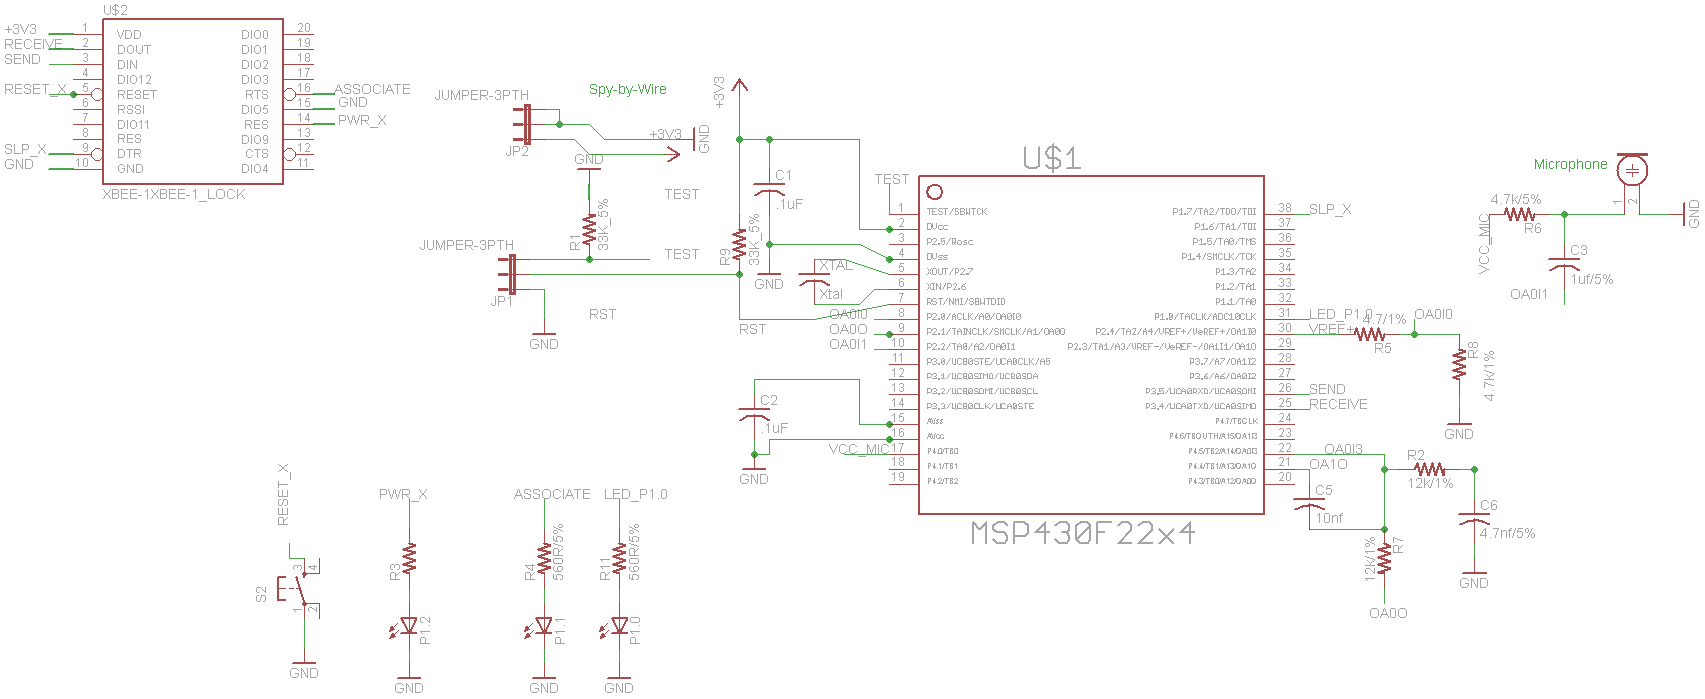 U$2
+3V3 1 VDD DIO0 20
RECEIVE 2 DOUT DIO1 19
SEND 3 DIN DIO2 18
4 DIO12 DIO3 17
RESET_X 5 RESET RTS 16 ASSOCIATE
6 RSSI DIO5 15 GND
7 DIO11 RES 14 PWR_X
8 RES DIO9 13
SLP_X 9 DTR CTS 12
GND 10 GND DIO4 11
XBEE-1XBEE-1_LOCK
JUMPER-3PTH
JP2
Spy-by-Wire
+3V3
GND
GND
TEST
R1
33K_5%
TEST
JUMPER-3PTH
JP1
GND
RST
+3V3
C1
.1uF
R9
33K_5%
GND
RST
XTAL
Xtal
OA0I0
OA0O
OA0I1
C2
.1uF
GND
VCC_MIC
TEST
U$1
1 TEST/SBWTCK P1.7/TA2/TDO/TDI 38 SLP_X
2 DVcc P1.6/TA1/TDI 37
3 P2.5/Rosc P1.5/TA0/TMS 36
4 DVss P1.4/SMCLK/TCK 35
5 XOUT/P2.7 P1.3/TA2 34
6 XIN/P2.6 P1.2/TA1 33
7 RST/NMI/SBWTDIO P1.1/TA0 32
8 P2.0/ACLK/A0/OA0I0 P1.0/TACLK/ADC10CLK 31 LED_P1.0
9 P2.1/TAINCLK/SMCLK/A1/OA0O P2.4/TA2/A4/VREF+/VeREF+/OA1I0 30 VREF+
10 P2.2/TA0/A2/OA0I1 P2.3/TA1/A3/VREF-/VeREF-/OA1I1/OA1O 29
11 P3.0/UCB0STE/UCA0CLK/A5 P3.7/A7/OA1I2 28
12 P3.1/UCB0SIMO/UCB0SDA P3.6/A6/OA0I2 27
13 P3.2/UCB0SOMI/UCB0SCL P3.5/UCA0RXD/UCA0SOMI 26 SEND
14 P3.3/UCB0CLK/UCA0STE P3.4/UCA0TXD/UCA0SIMO 25 RECEIVE
15 AVss P4.7/TBCLK 24
16 AVcc P4.6/TBOUTH/A15/OA1I3 23
17 P4.0/TB0 P4.5/TB2/A14/OA0I3 22 OA0I3
18 P4.1/TB1 P4.4/TB1/A13/OA1O 21 OA1O
19 P4.2/TB2 P4.3/TB0/A12/OA0O 20
MSP430F22x4
4.7/1%
R5
OA0I0
R8
4.7k/1%
GND
C5
10nf
R2
12k/1%
C6
4.7nf/5%
GND
R7
12k/1%
OA0O
Microphone
1
2
GND
4.7k/5%
R6
VCC_MIC
C3
1uf/5%
OA0I1
RESET_X
S2
3
4
1
2
GND
PWR_X
R3
P1.2
GND
ASSOCIATE
R4
560R/5%
P1.1
GND
LED_P1.0
R11
560R/5%
P1.0
GND